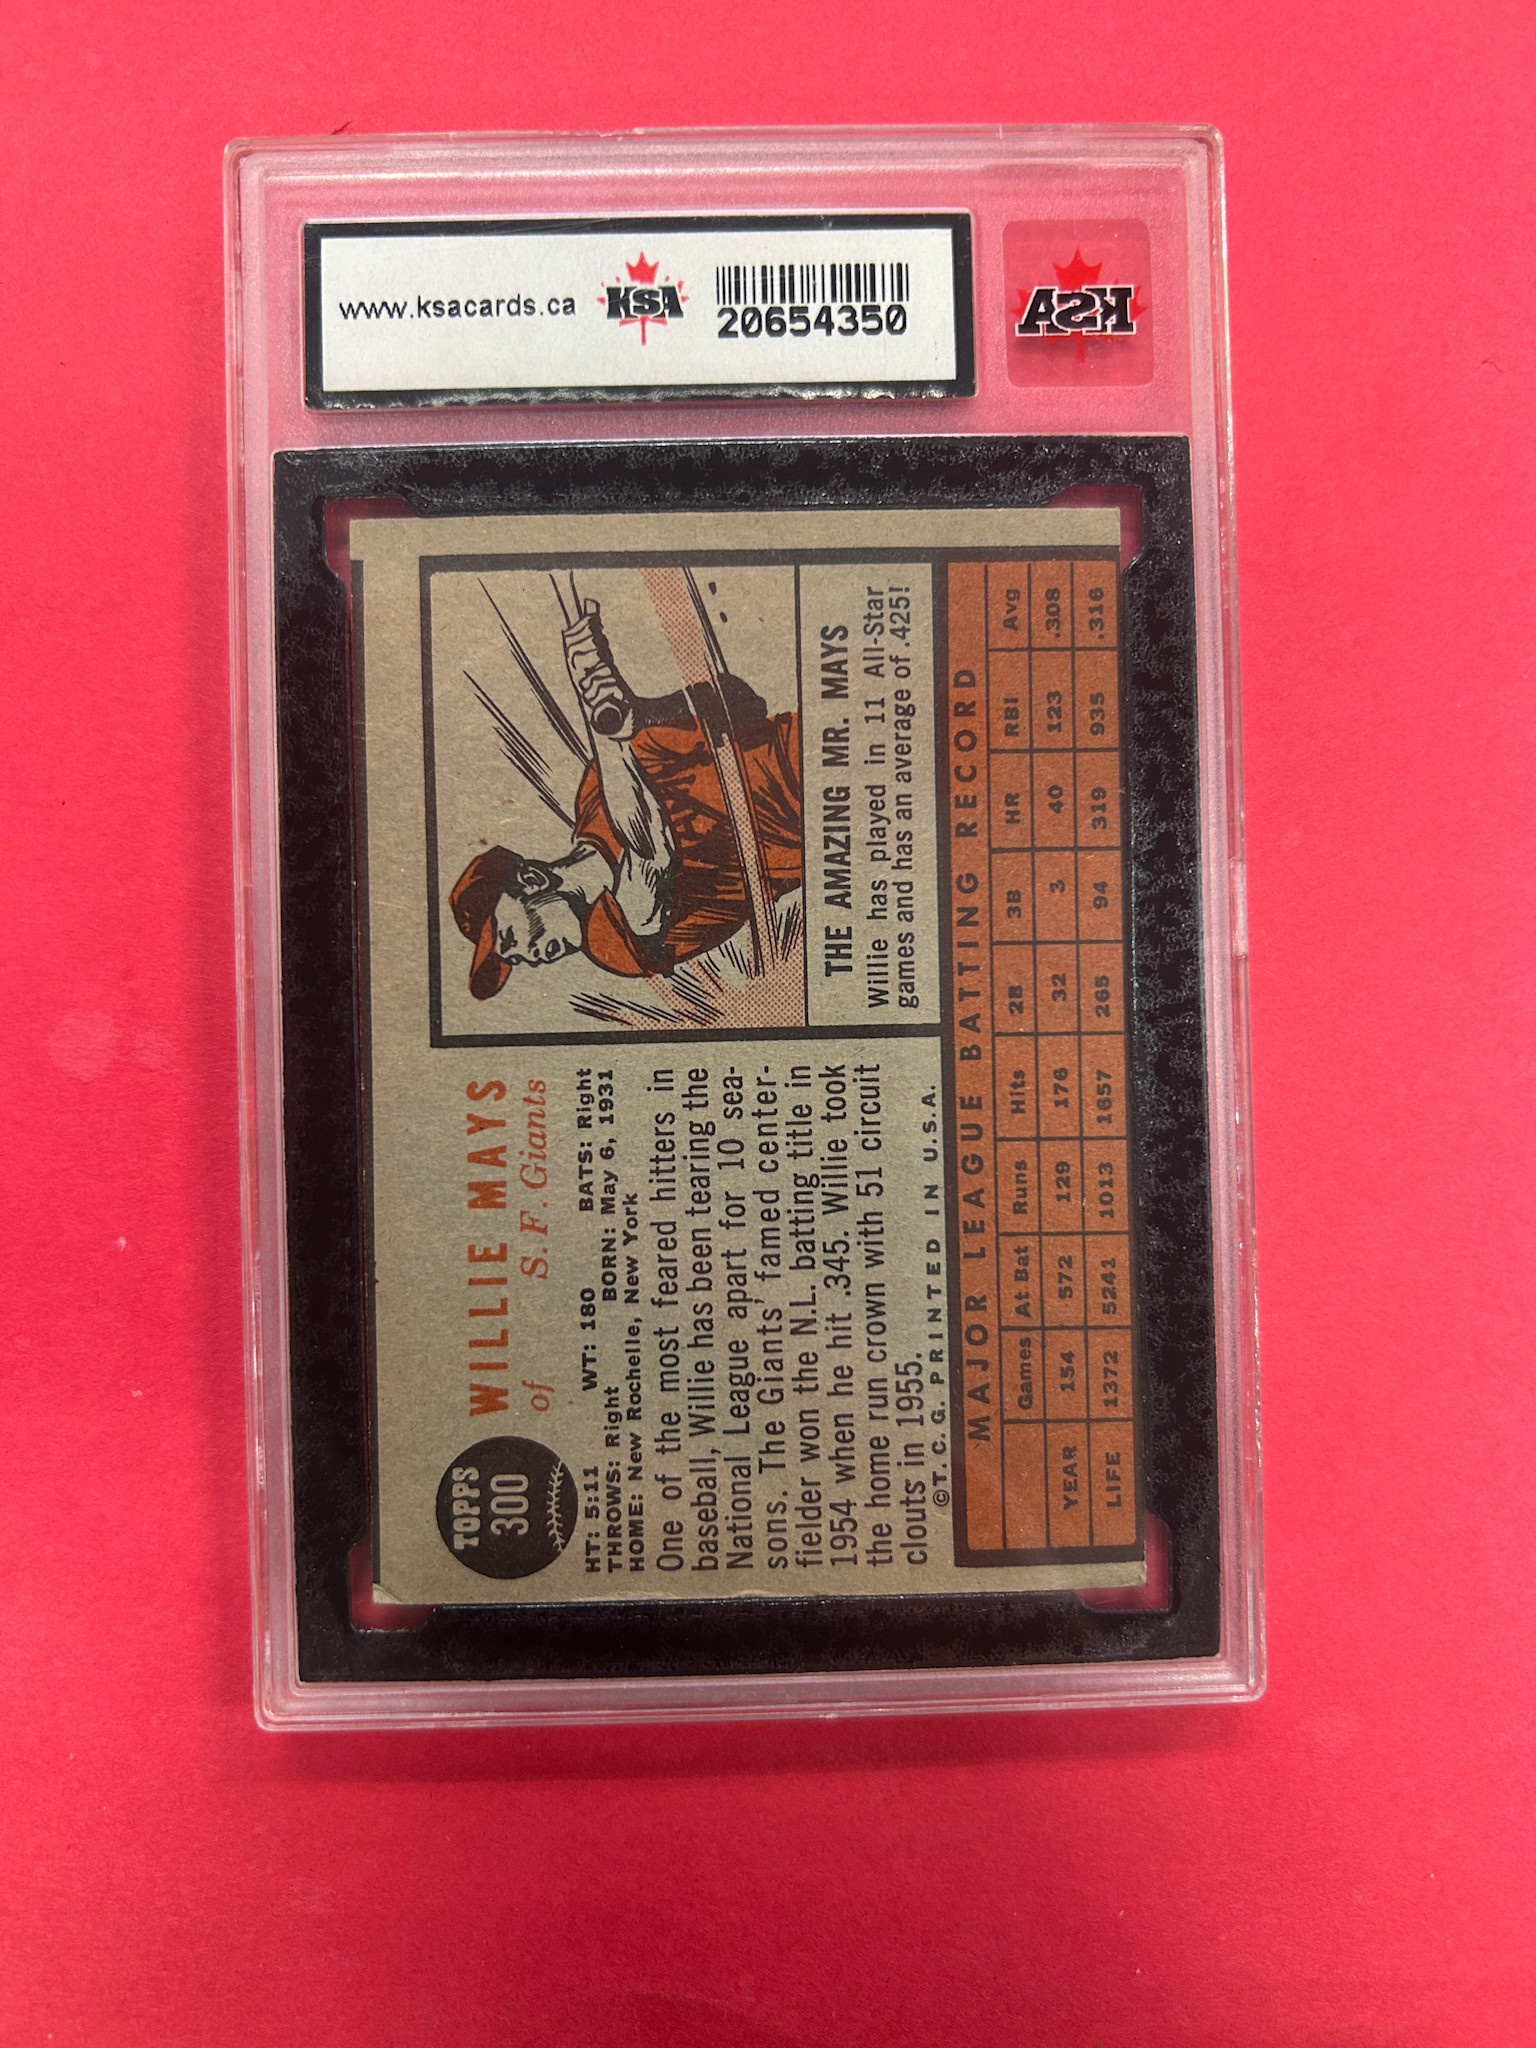 www.ksacards.ca
KSA
20654350
KSA
TOPPS
300
WILLIE MAYS
of S. F. Giants
HT: 5:11 WT: 180 BATS: Right
THROWS: Right BORN: May 6, 1931
HOME: New Rochelle, New York
One of the most feared hitters in
baseball, Willie has been tearing the
National League apart for 10 sea-
sons. The Giants' famed center-
fielder won the N.L. batting title in
1954 when he hit .345. Willie took
the home run crown with 51 circuit
clouts in 1955.
©T. C. G. PRINTED IN U.S.A.
THE AMAZING MR. MAYS
Willie has played in 11 All-Star
games and has an average of .425!
MAJOR LEAGUE BATTING RECORD
Games At Bat Runs Hits 2B 3B HR RBI Avg
YEAR 154 572 129 176 32 3 40 123 .308
LIFE 1372 5241 1013 1657 265 94 319 935 .316